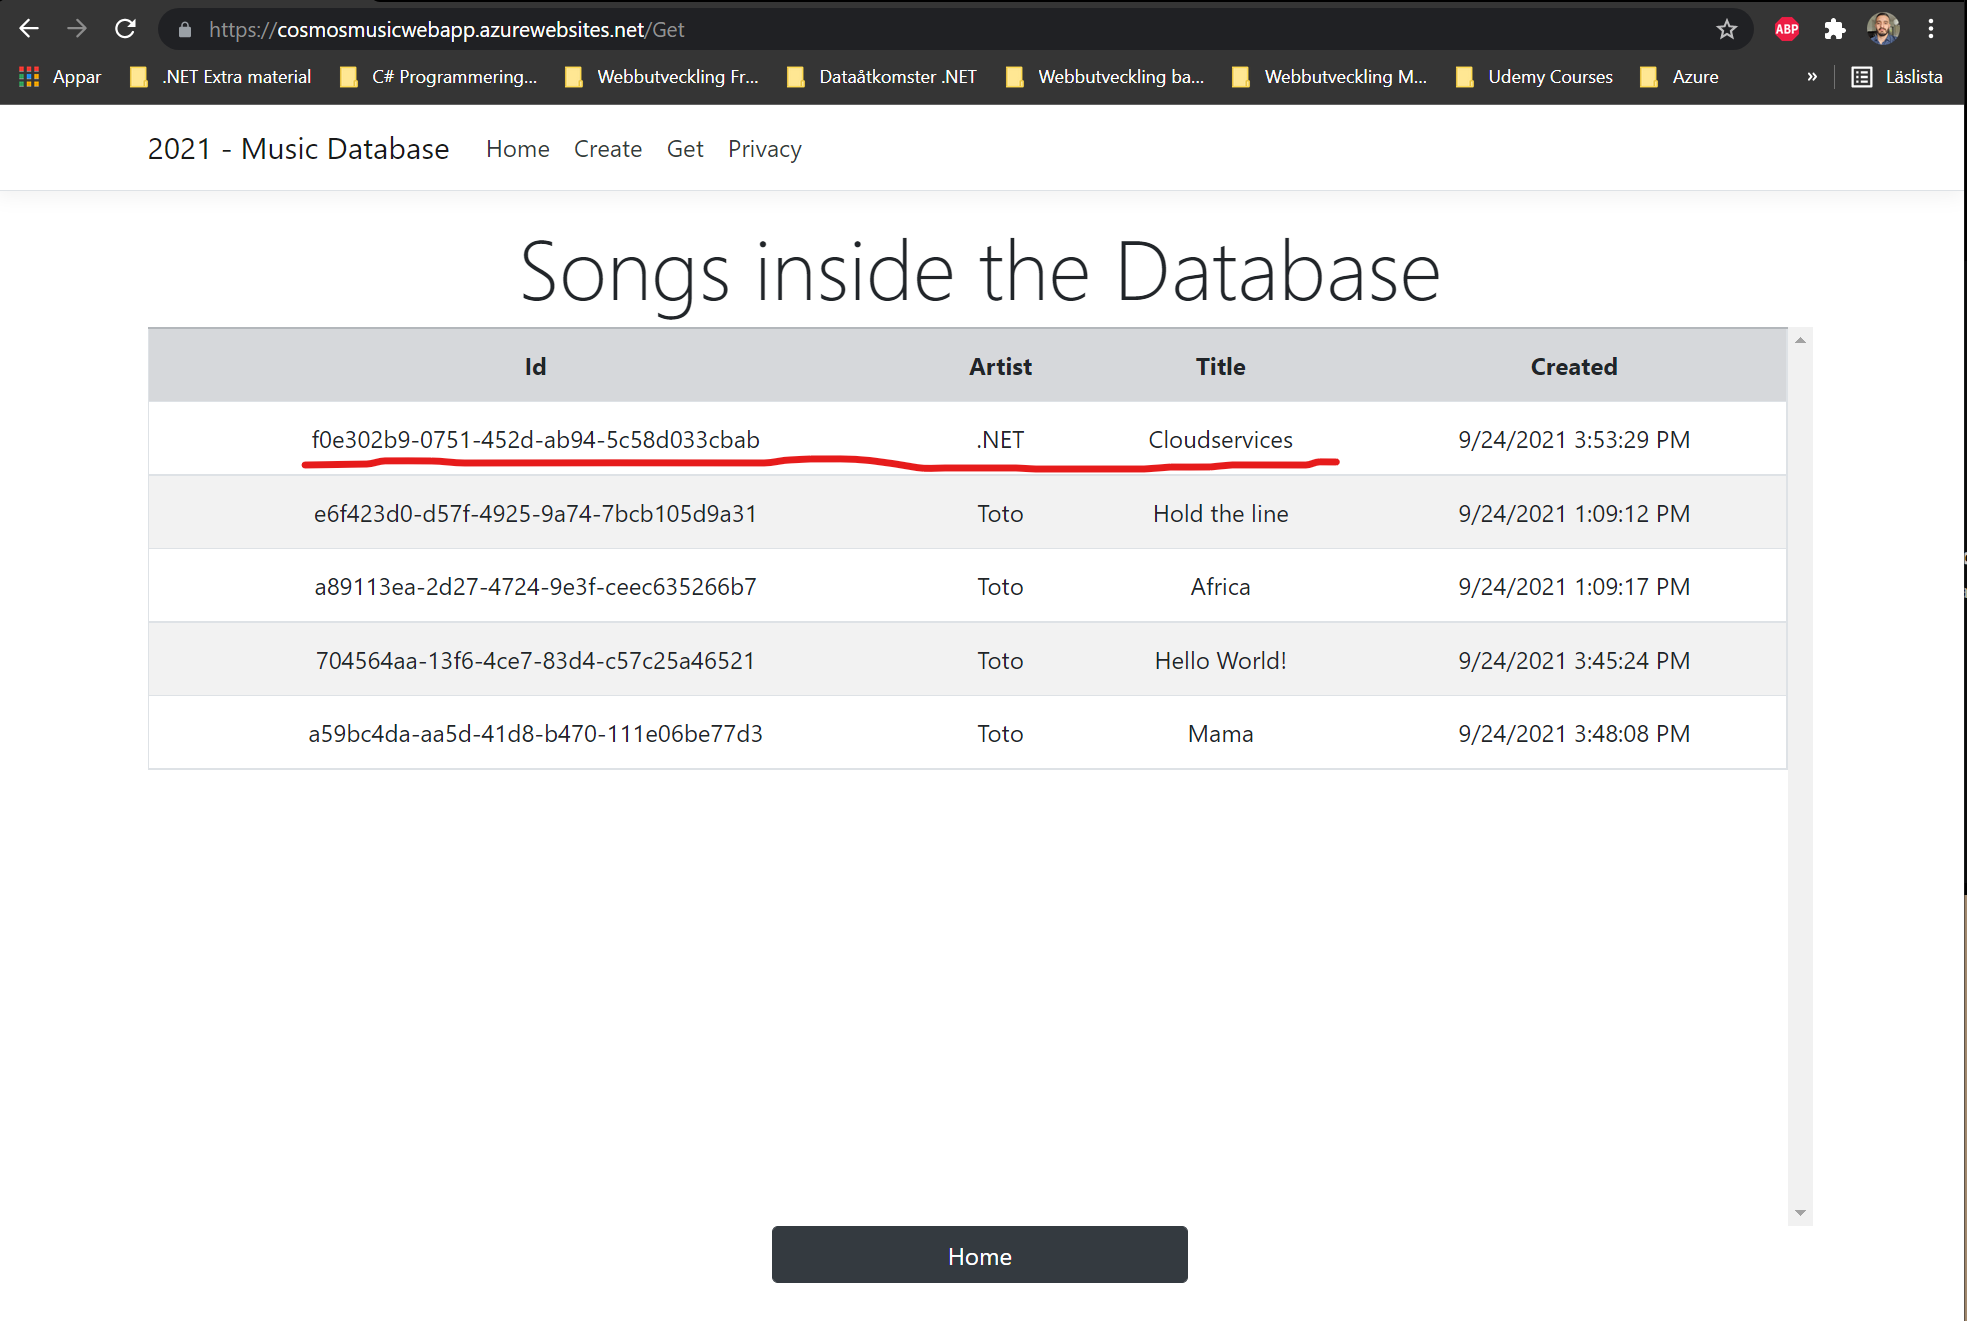 https://cosmosmusicwebapp.azurewebsites.net/Get ABP
Appar .NET Extra material C# Programmering... Webbutveckling Fr... Dataåtkomster .NET Webbutveckling ba... Webbutveckling M... Udemy Courses Azure » Läslista
2021 - Music Database Home Create Get Privacy
Songs inside the Database
Id Artist Title Created
f0e302b9-0751-452d-ab94-5c58d033cbab .NET Cloudservices 9/24/2021 3:53:29 PM
e6f423d0-d57f-4925-9a74-7bcb105d9a31 Toto Hold the line 9/24/2021 1:09:12 PM
a89113ea-2d27-4724-9e3f-ceec635266b7 Toto Africa 9/24/2021 1:09:17 PM
704564aa-13f6-4ce7-83d4-c57c25a46521 Toto Hello World! 9/24/2021 3:45:24 PM
a59bc4da-aa5d-41d8-b470-111e06be77d3 Toto Mama 9/24/2021 3:48:08 PM
Home